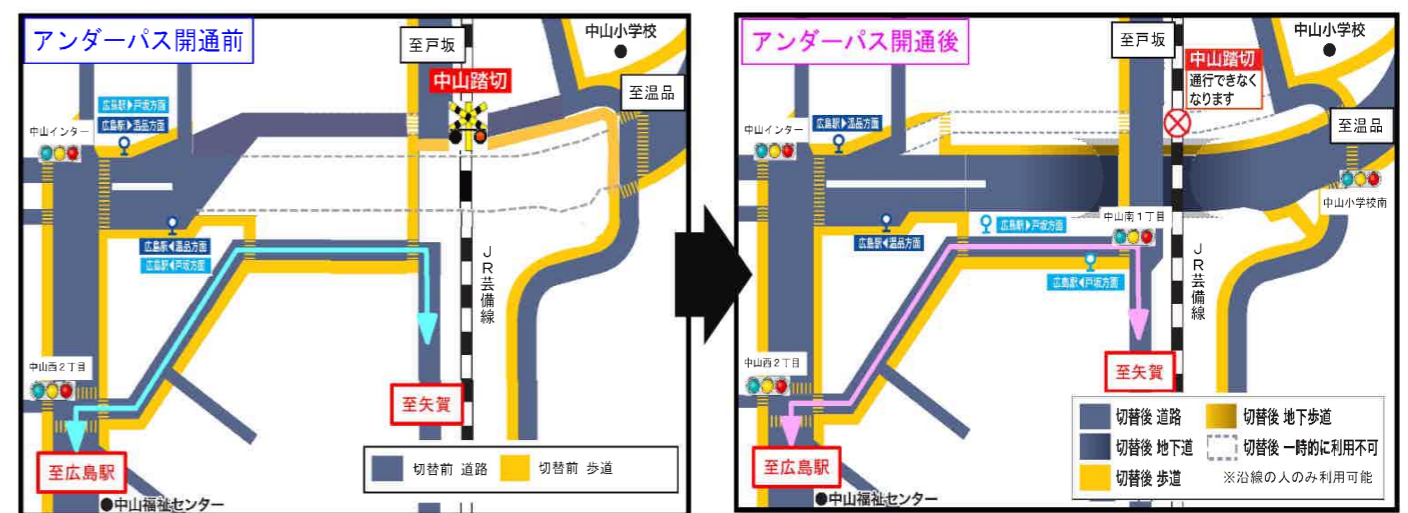 アンダーパス開通前
至戸坂
中山小学校
中山踏切
至温品
広島駅▶戸坂方面
広島駅▶温品方面
中山インター
広島駅◀温品方面
広島駅◀戸坂方面
JR芸備線
中山西2丁目
至矢賀
至広島駅
切替前 道路
切替前 歩道
●中山福祉センター
アンダーパス開通後
至戸坂
中山小学校
中山踏切
通行できなく
なります
至温品
中山インター
広島駅▶温品方面
中山小学校南
中山南1丁目
広島駅▶戸坂方面
広島駅◀温品方面
広島駅◀戸坂方面
JR芸備線
中山西2丁目
至矢賀
至広島駅
切替後 道路
切替後 地下歩道
切替後 地下道
切替後 一時的に利用不可
切替後 歩道
※沿線の人のみ利用可能
●中山福祉センター